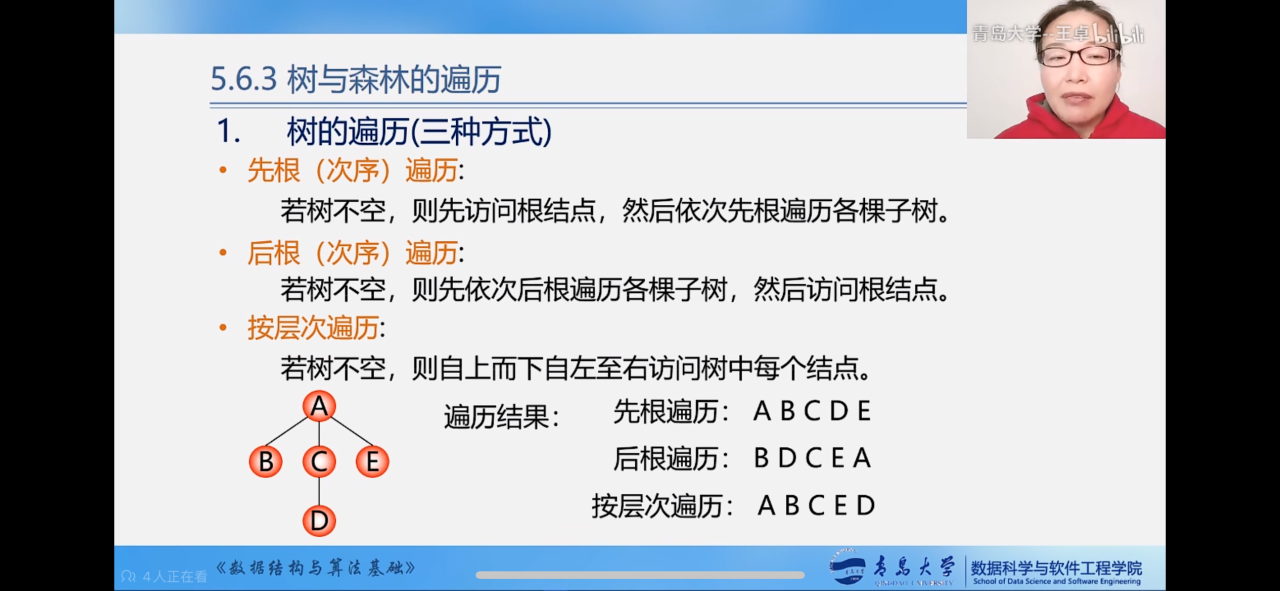 青岛大学-王卓 bilibili
5.6.3 树与森林的遍历
1. 树的遍历(三种方式)
• 先根（次序）遍历:
若树不空，则先访问根结点，然后依次先根遍历各棵子树。
• 后根（次序）遍历:
若树不空，则先依次后根遍历各棵子树，然后访问根结点。
• 按层次遍历:
若树不空，则自上而下自左至右访问树中每个结点。
A
B C E
D
遍历结果：
先根遍历： A B C D E
后根遍历： B D C E A
按层次遍历： A B C E D
4人正在看
《数据结构与算法基础》
青岛大学
QINGDAO UNIVERSITY
数据科学与软件工程学院
School of Data Science and Software Engineering